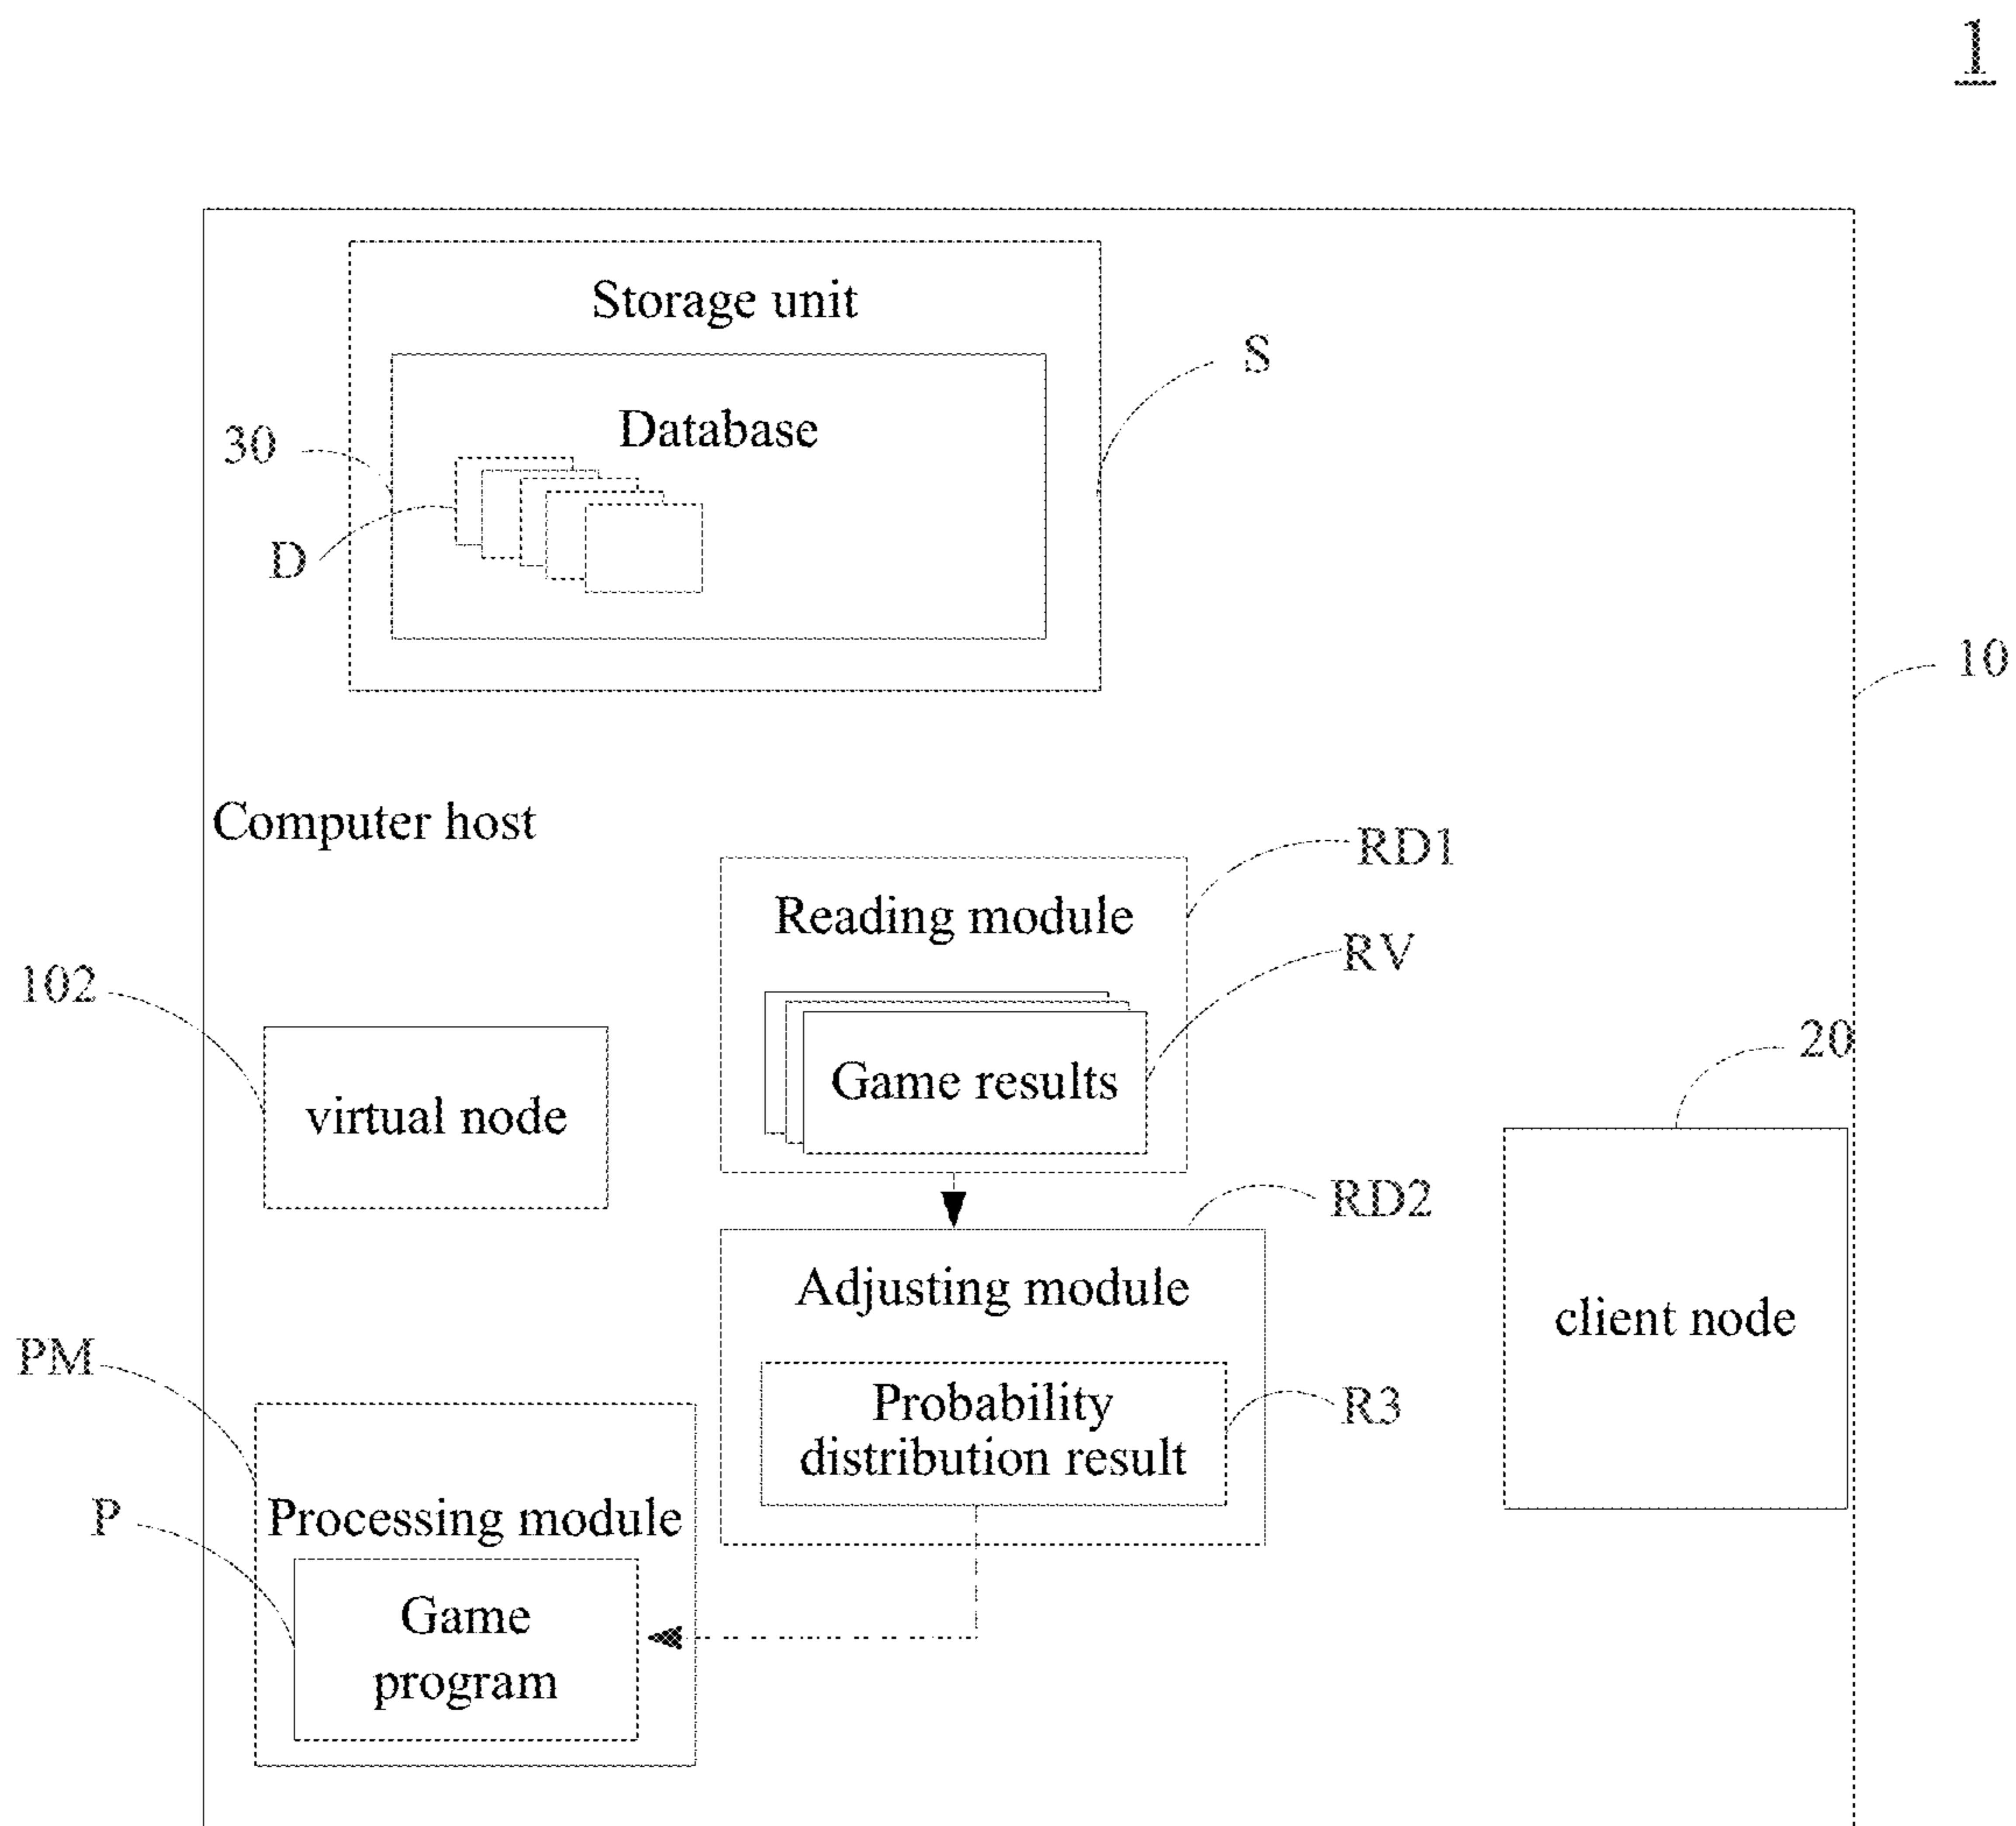 1
Storage unit
S
Database
30
D
10
Computer host
RD1
Reading module
RV
102
20
Game results
virtual node
RD2
Adjusting module
client node
PM
Probability
R3
distribution result
P
Processing module
Game
program